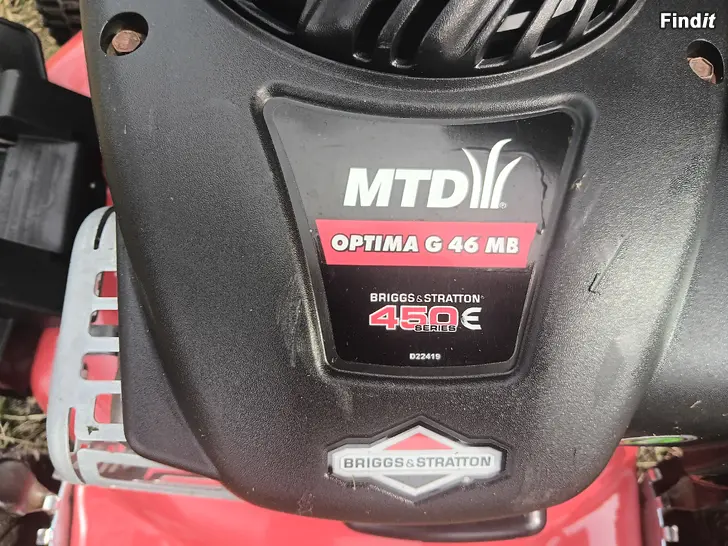 Findit
MTD
OPTIMA G 46 MB
BRIGGS & STRATTON
450E
SERIES
D22419
BRIGGS & STRATTON